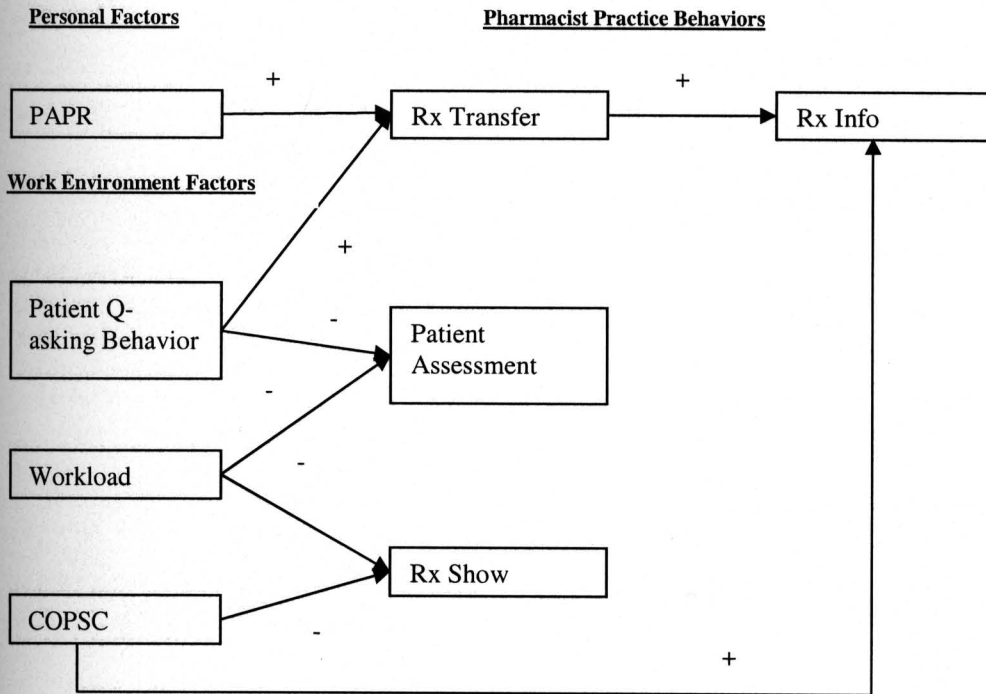 Personal Factors
Pharmacist Practice Behaviors
+
+
PAPR
Rx Transfer
Rx Info
Work Environment Factors
+
Patient Q-
asking Behavior
-
Patient
Assessment
-
Workload
-
Rx Show
COPSC
-
+